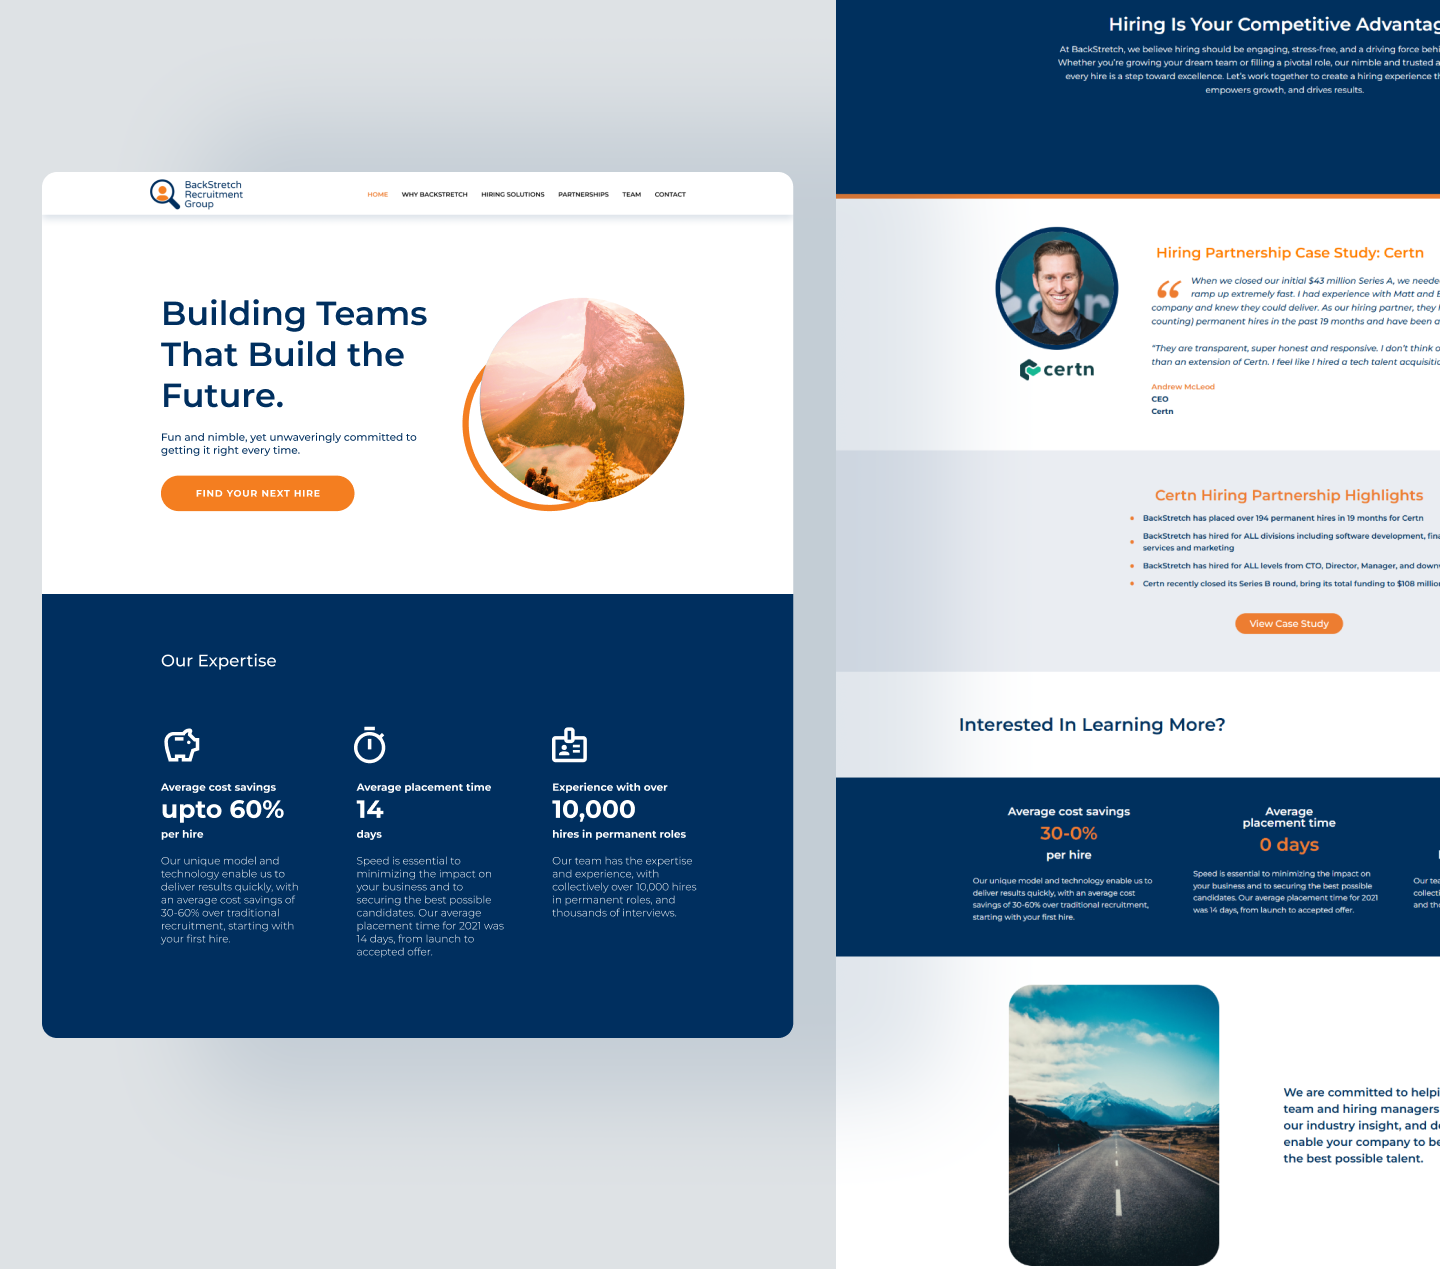 BackStretch
Recruitment
Group
HOME WHY BACKSTRETCH HIRING SOLUTIONS PARTNERSHIPS TEAM CONTACT
Building Teams
That Build the
Future.
Fun and nimble, yet unwaveringly committed to
getting it right every time.
FIND YOUR NEXT HIRE
Our Expertise
Average cost savings
upto 60%
per hire
Our unique model and
technology enable us to
deliver results quickly, with
an average cost savings of
30-60% over traditional
recruitment, starting with
your first hire.
Average placement time
14
days
Speed is essential to
minimizing the impact on
your business and to
securing the best possible
candidates. Our average
placement time for 2021 was
14 days, from launch to
accepted offer.
Experience with over
10,000
hires in permanent roles
Our team has the expertise
and experience, with
collectively over 10,000 hires
in permanent roles, and
thousands of interviews.
Hiring Is Your Competitive Advantag
At BackStretch, we believe hiring should be engaging, stress-free, and a driving force behi
Whether you're growing your dream team or filling a pivotal role, our nimble and trusted a
every hire is a step toward excellence. Let's work together to create a hiring experience th
empowers growth, and drives results.
certn
Hiring Partnership Case Study: Certn
“ When we closed our initial $43 million Series A, we neede
ramp up extremely fast. I had experience with Matt and B
company and knew they could deliver. As our hiring partner, they h
counting) permanent hires in the past 19 months and have been a
“They are transparent, super honest and responsive. I don't think o
than an extension of Certn. I feel like I hired a tech talent acquisitio
Andrew McLeod
CEO
Certn
Certn Hiring Partnership Highlights
BackStretch has placed over 194 permanent hires in 19 months for Certn
BackStretch has hired for ALL divisions including software development, fina
services and marketing
BackStretch has hired for ALL levels from CTO, Director, Manager, and downw
Certn recently closed its Series B round, bring its total funding to $108 million
View Case Study
Interested In Learning More?
Average cost savings
30-0%
per hire
Our unique model and technology enable us to
deliver results quickly, with an average cost
savings of 30-60% over traditional recruitment,
starting with your first hire.
Average
placement time
0 days
Speed is essential to minimizing the impact on
your business and to securing the best possible
candidates. Our average placement time for 2021
was 14 days, from launch to accepted offer.
Our tea
collecti
and tho
We are committed to helpi
team and hiring managers
our industry insight, and de
enable your company to be
the best possible talent.